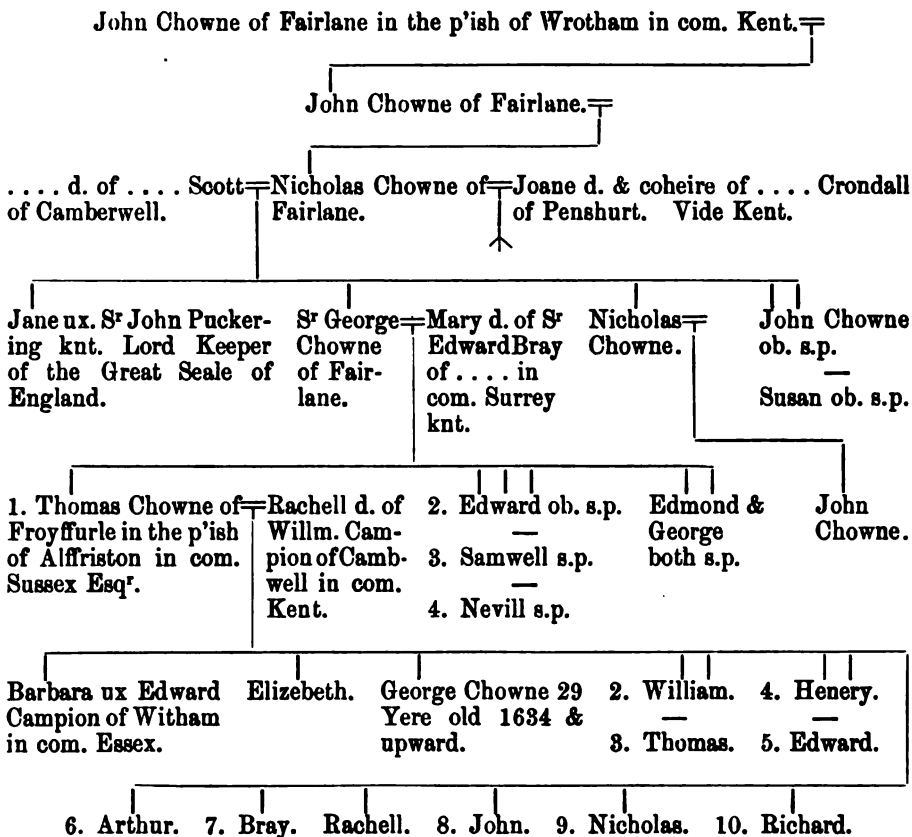 John Chowne of Fairlane in the p'ish of Wrotham in com. Kent.
John Chowne of Fairlane.
. . . . d. of . . . . Scott
of Camberwell.
Nicholas Chowne of
Fairlane.
Joane d. & coheire of . . . . Crondall
of Penshurt. Vide Kent.
Jane ux. Sʳ John Pucker-
ing knt. Lord Keeper
of the Great Seale of
England.
Sʳ George
Chowne
of Fair-
lane.
Mary d. of Sʳ
Edward Bray
of . . . . in
com. Surrey
knt.
Nicholas
Chowne.
John Chowne
ob. s.p.
—
Susan ob. s.p.
1. Thomas Chowne of
Froyffurle in the p'ish
of Alffriston in com.
Sussex Esqʳ.
Rachell d. of
Willm. Cam-
pion of Camb-
well in com.
Kent.
2. Edward ob. s.p.
—
3. Samwell s.p.
—
4. Nevill s.p.
Edmond &
George
both s.p.
John
Chowne.
Barbara ux Edward
Campion of Witham
in com. Essex.
Elizebeth.
George Chowne 29
Yere old 1634 &
upward.
2. William.
—
3. Thomas.
4. Henery.
—
5. Edward.
6. Arthur. 7. Bray. Rachell. 8. John. 9. Nicholas. 10. Richard.